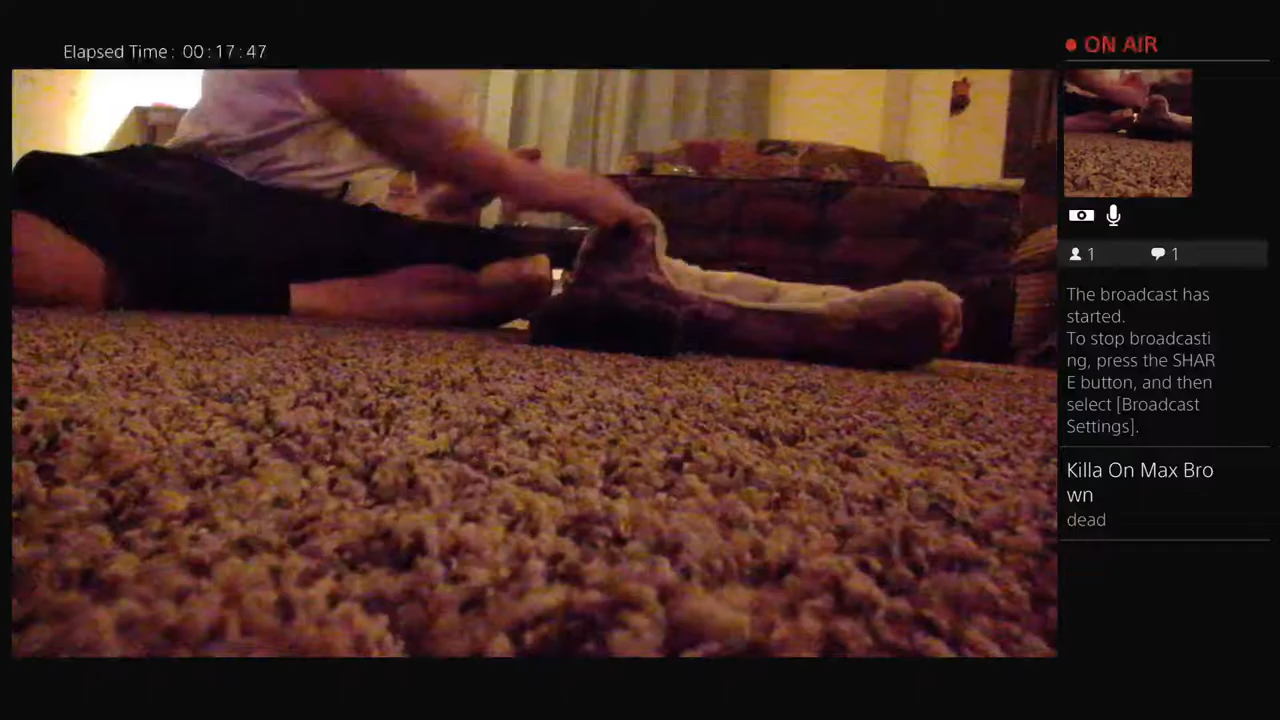 Elapsed Time: 00:17:47
ON AIR
1
1
The broadcast has
started.
To stop broadcasti
ng, press the SHAR
E button, and then
select [Broadcast
Settings].
Killa On Max Bro
wn
dead